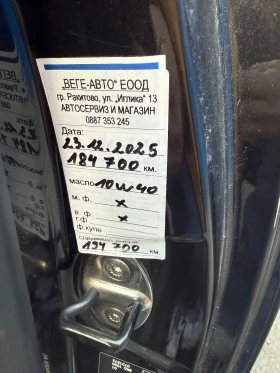 „ВЕГЕ-АВТО" ЕООД
гр. Ракитово, ул. „Иглика" 13
АВТОСЕРВИЗ И МАГАЗИН
0887 353 245
Дата:
23.12.2025
184 700 км.
масло 10W40
м. ф. x
в. ф.
г.ф x
ф.купе
194 700 км.